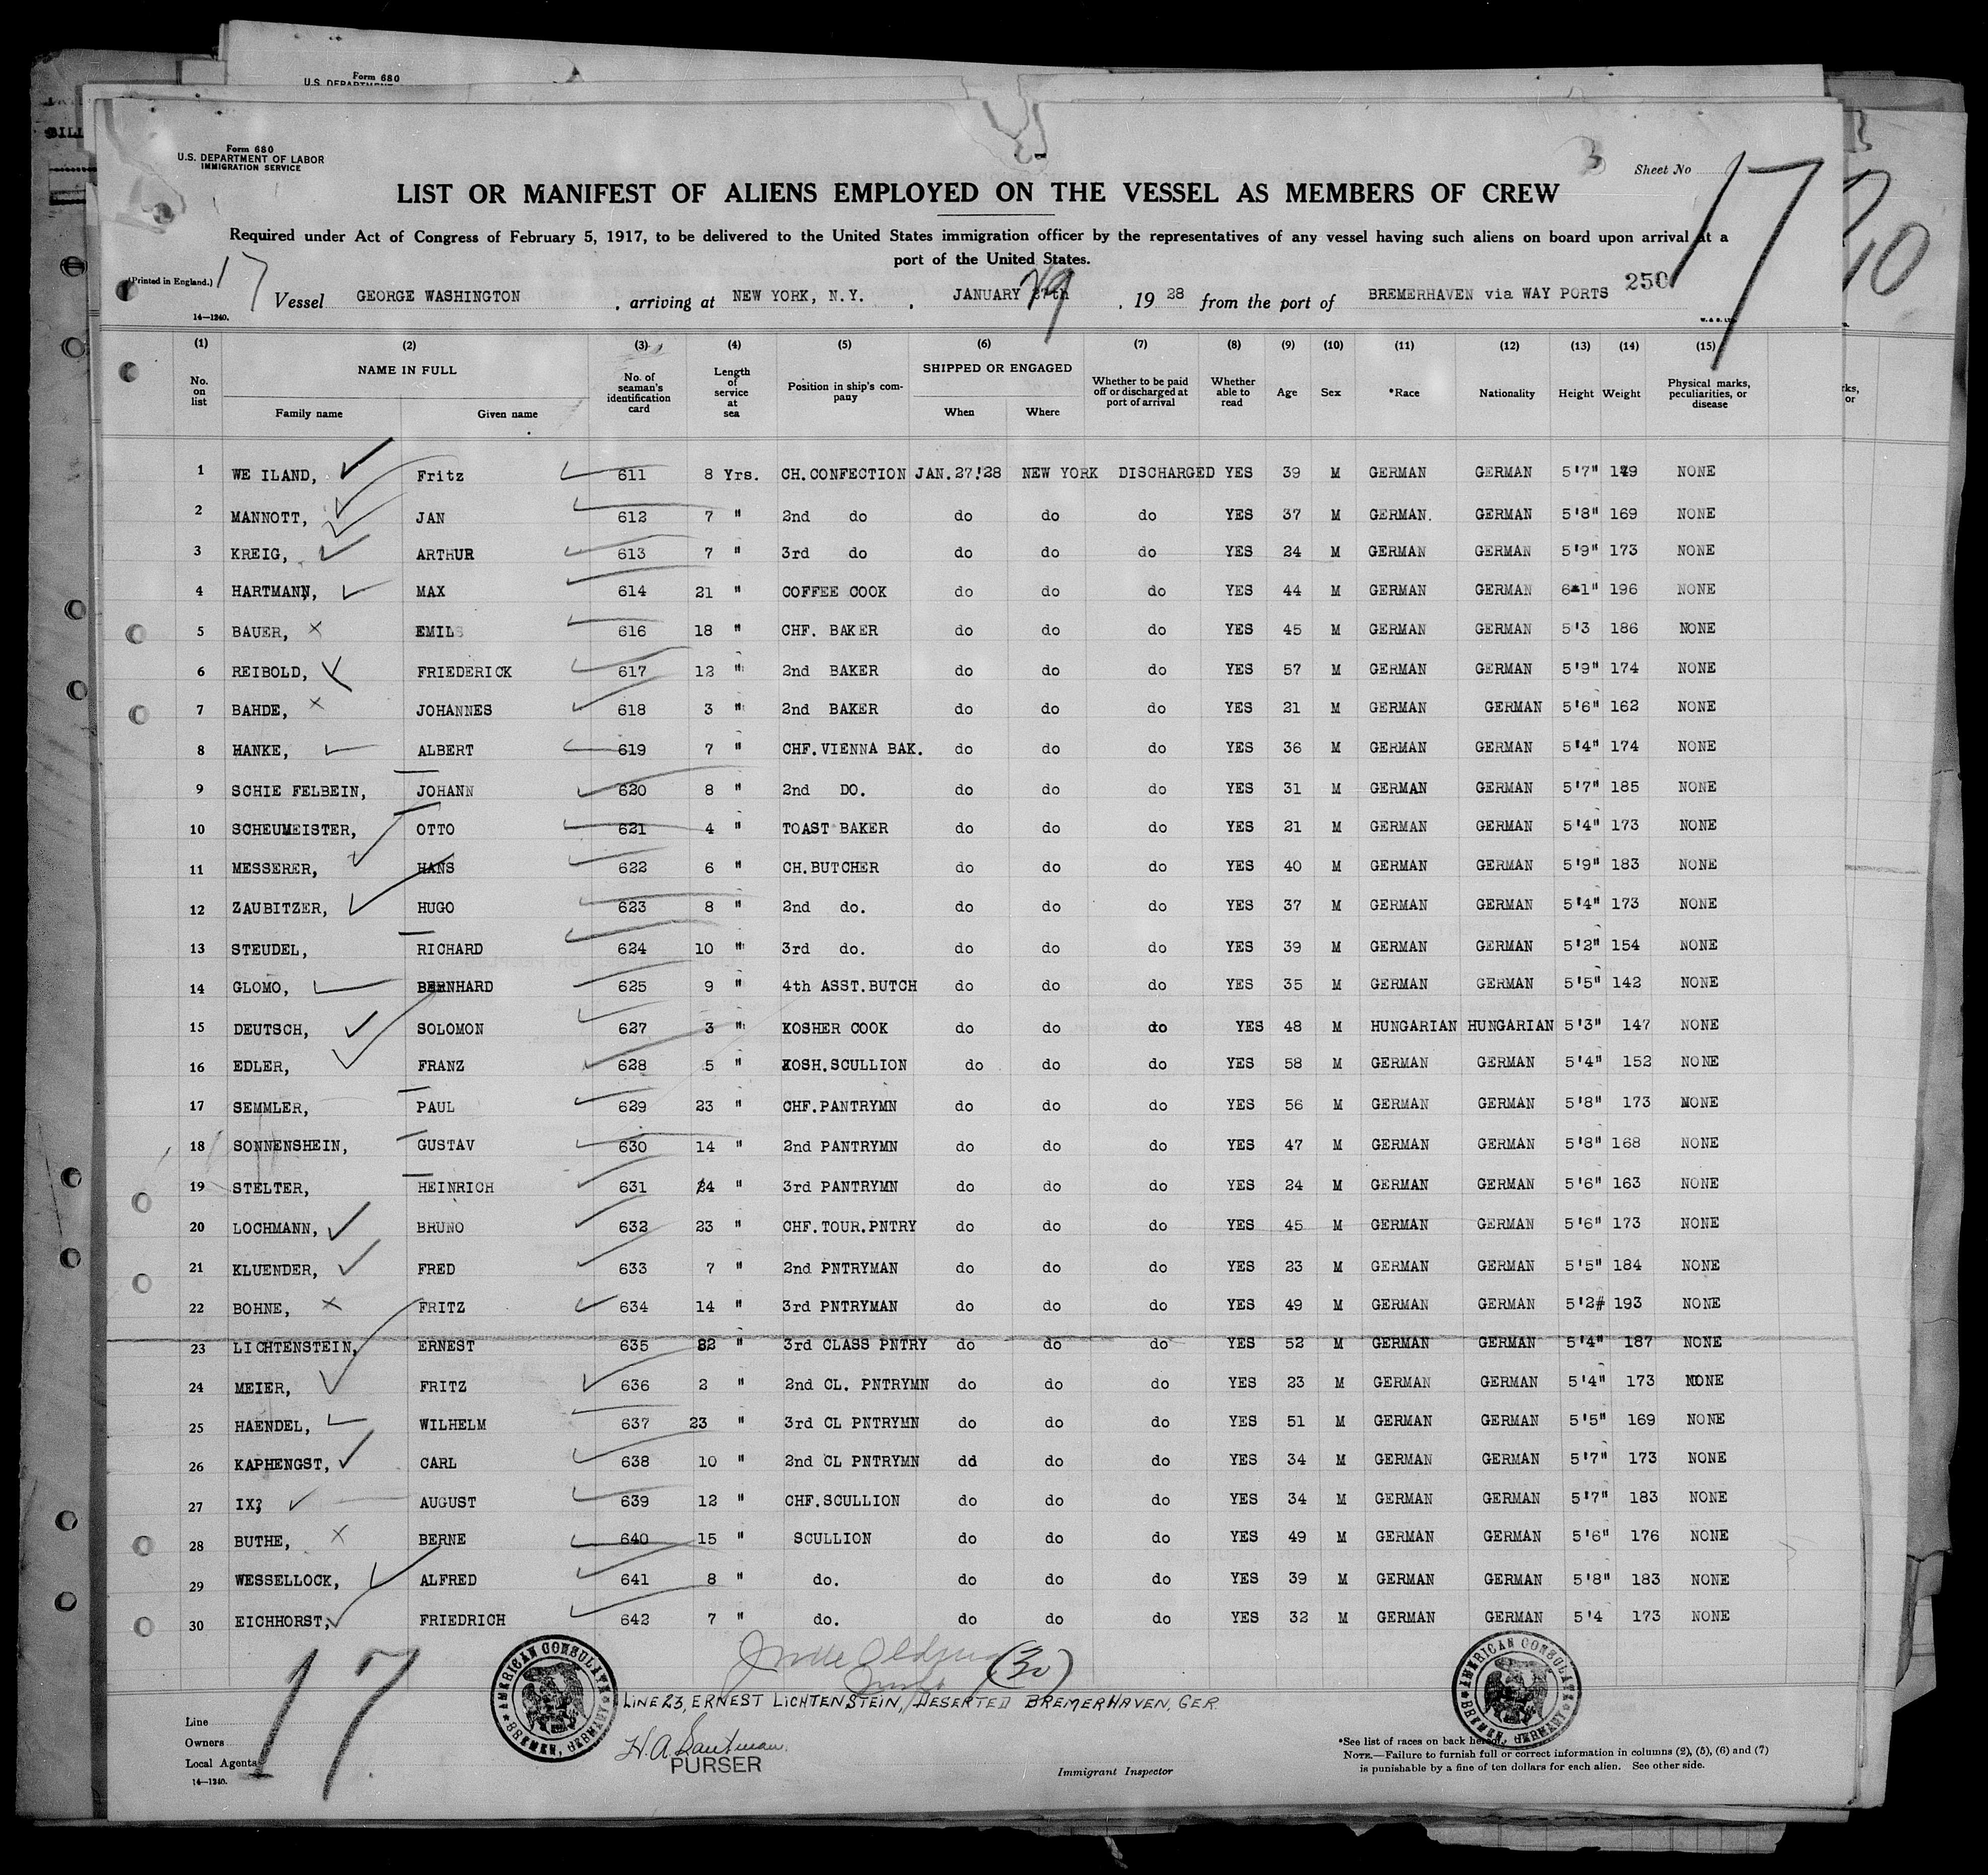 Form 680
U.S. DEPARTMENT OF LABOR
IMMIGRATION SERVICE
3
Sheet No 17
LIST OR MANIFEST OF ALIENS EMPLOYED ON THE VESSEL AS MEMBERS OF CREW
Required under Act of Congress of February 5, 1917, to be delivered to the United States immigration officer by the representatives of any vessel having such aliens on board upon arrival at a
port of the United States.
(Printed in England.) 17
Vessel GEORGE WASHINGTON , arriving at NEW YORK, N.Y. , JANUARY 29 , 19 28 from the port of BREMERHAVEN via WAY PORTS 250
14—1240.
(1) (2) (3) (4) (5) (6) (7) (8) (9) (10) (11) (12) (13) (14) (15)
No. on list NAME IN FULL Family name Given name No. of seaman's identification card Length of service at sea Position in ship's company SHIPPED OR ENGAGED When Where Whether to be paid off or discharged at port of arrival Whether able to read Age Sex *Race Nationality Height Weight Physical marks, peculiarities, or disease
1 WE ILAND, Fritz 611 8 Yrs. CH.CONFECTION JAN.27.'28 NEW YORK DISCHARGED YES 39 M GERMAN GERMAN 5'7" NONE
2 MANNOTT, JAN 612 7 " 2nd do do do do YES 37 M GERMAN. GERMAN 5'8" 169 NONE
3 KREIG, ARTHUR 613 7 " 3rd do do do do YES 24 M GERMAN GERMAN 5'9" 173 NONE
4 HARTMANN, MAX 614 21 " COFFEE COOK do do do YES 44 M GERMAN GERMAN 6'1" 196 NONE
5 BAUER, EMIL 616 18 " CHF. BAKER do do do YES 45 M GERMAN GERMAN 5'3 186 NONE
6 REIBOLD, FRIEDERICK 617 12 " 2nd BAKER do do do YES 57 M GERMAN GERMAN 5'9" 174 NONE
7 BAHDE, JOHANNES 618 3 " 2nd BAKER do do do YES 21 M GERMAN GERMAN 5'6" 162 NONE
8 HANKE, ALBERT 619 7 " CHF.VIENNA BAK. do do do YES 36 M GERMAN GERMAN 5'4" 174 NONE
9 SCHIE FELBEIN, JOHANN 620 8 " 2nd DO. do do do YES 31 M GERMAN GERMAN 5'7" 185 NONE
10 SCHEUMEISTER, OTTO 621 4 " TOAST BAKER do do do YES 21 M GERMAN GERMAN 5'4" 173 NONE
11 MESSERER, HANS 622 6 " CH.BUTCHER do do do YES 40 M GERMAN GERMAN 5'9" 183 NONE
12 ZAUBITZER, HUGO 623 8 " 2nd do. do do do YES 37 M GERMAN GERMAN 5'4" 173 NONE
13 STEUDEL, RICHARD 624 10 " 3rd do. do do do YES 39 M GERMAN GERMAN 5'2" 154 NONE
14 GLOMO, BERNHARD 625 9 " 4th ASST.BUTCH do do do YES 35 M GERMAN GERMAN 5'5" 142 NONE
15 DEUTSCH, SOLOMON 627 3 " KOSHER COOK do do do YES 48 M HUNGARIAN HUNGARIAN 5'3" 147 NONE
16 EDLER, FRANZ 628 5 " KOSH.SCULLION do do do YES 58 M GERMAN GERMAN 5'4" 152 NONE
17 SEMMLER, PAUL 629 23 " CHF.PANTRYMN do do do YES 56 M GERMAN GERMAN 5'8" 173 NONE
18 SONNENSHEIN, GUSTAV 630 14 " 2nd PANTRYMN do do do YES 47 M GERMAN GERMAN 5'8" 168 NONE
19 STELTER, HEINRICH 631 4 " 3rd PANTRYMN do do do YES 24 M GERMAN GERMAN 5'6" 163 NONE
20 LOCHMANN, BRUNO 632 23 " CHF.TOUR.PNTRY do do do YES 45 M GERMAN GERMAN 5'6" 173 NONE
21 KLUENDER, FRED 633 7 " 2nd PNTRYMAN do do do YES 23 M GERMAN GERMAN 5'5" 184 NONE
22 BOHNE, FRITZ 634 14 " 3rd PNTRYMAN do do do YES 49 M GERMAN GERMAN 5'2# 193 NONE
23 LICHTENSTEIN, ERNEST 635 " 3rd CLASS PNTRY do do do YES 52 M GERMAN GERMAN 5'4" 187 NONE
24 MEIER, FRITZ 636 2 " 2nd CL. PNTRYMN do do do YES 23 M GERMAN GERMAN 5'4" 173 NONE
25 HAENDEL, WILHELM 637 23 " 3rd CL PNTRYMN do do do YES 51 M GERMAN GERMAN 5'5" 169 NONE
26 KAPHENGST, CARL 638 10 " 2nd CL PNTRYMN dd do do YES 34 M GERMAN GERMAN 5'7" 173 NONE
27 IX, AUGUST 639 12 " CHF.SCULLION do do do YES 34 M GERMAN GERMAN 5'7" 183 NONE
28 BUTHE, BERNE 640 15 " SCULLION do do do YES 49 M GERMAN GERMAN 5'6" 176 NONE
29 WESSELLOCK, ALFRED 641 8 " do. do do do YES 39 M GERMAN GERMAN 5'8" 183 NONE
30 EICHHORST, FRIEDRICH 642 7 " do. do do do YES 32 M GERMAN GERMAN 5'4 173 NONE
(30)
17
AMERICAN CONSULATE BREMEN, GERMANY
AMERICAN CONSULATE BREMEN, GERMANY
LINE 23, ERNEST LICHTENSTEIN, DESERTED BREMERHAVEN, GER.
Line
Owners
Local Agents
14—1240.
PURSER
Immigrant Inspector
*See list of races on back hereof.
NOTE.—Failure to furnish full or correct information in columns (2), (5), (6) and (7)
is punishable by a fine of ten dollars for each alien. See other side.
Form 680